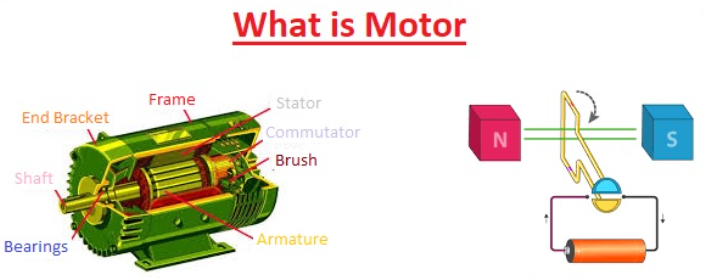 What is Motor
Frame
Stator
End Bracket
Commutator
Brush
Shaft
Armature
Bearings
N
S